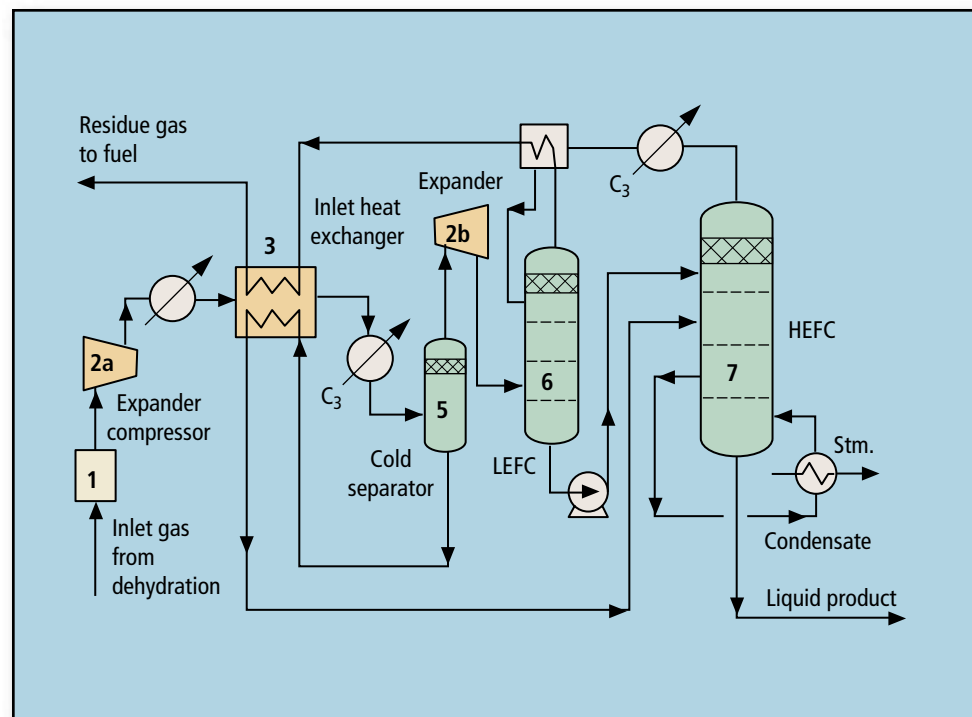 Residue gas
to fuel
Expander
2b
C3
Inlet heat
exchanger
3
2a
Expander
compressor
C3
5
Cold
separator
6
LEFC
HEFC
7
Stm.
1
Inlet gas
from
dehydration
Condensate
Liquid product